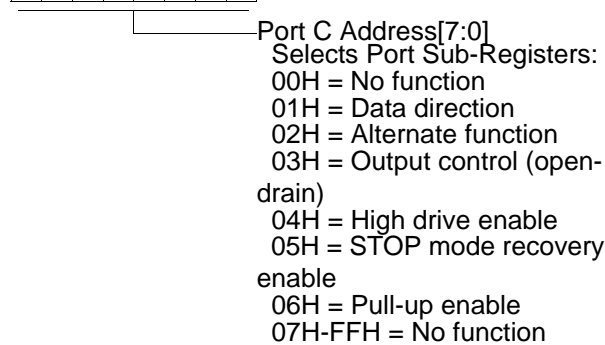 Port C Address[7:0]
Selects Port Sub-Registers:
00H = No function
01H = Data direction
02H = Alternate function
03H = Output control (open-
drain)
04H = High drive enable
05H = STOP mode recovery
enable
06H = Pull-up enable
07H-FFH = No function